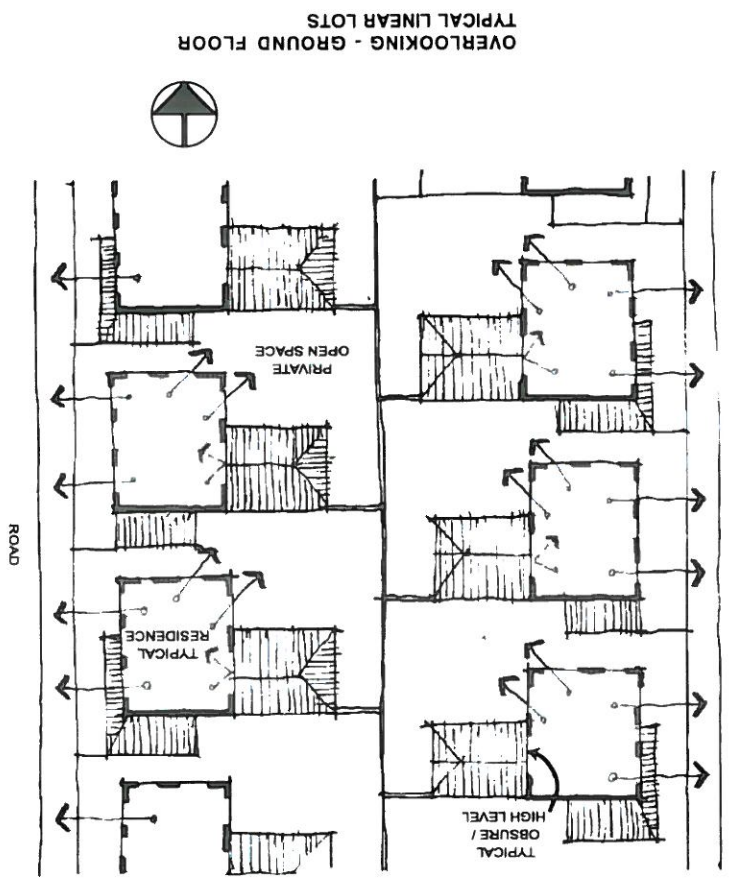 TYPICAL
OBSURE /
HIGH LEVEL
TYPICAL
RESIDENCE
ROAD
PRIVATE
OPEN SPACE
OVERLOOKING - GROUND FLOOR
TYPICAL LINEAR LOTS